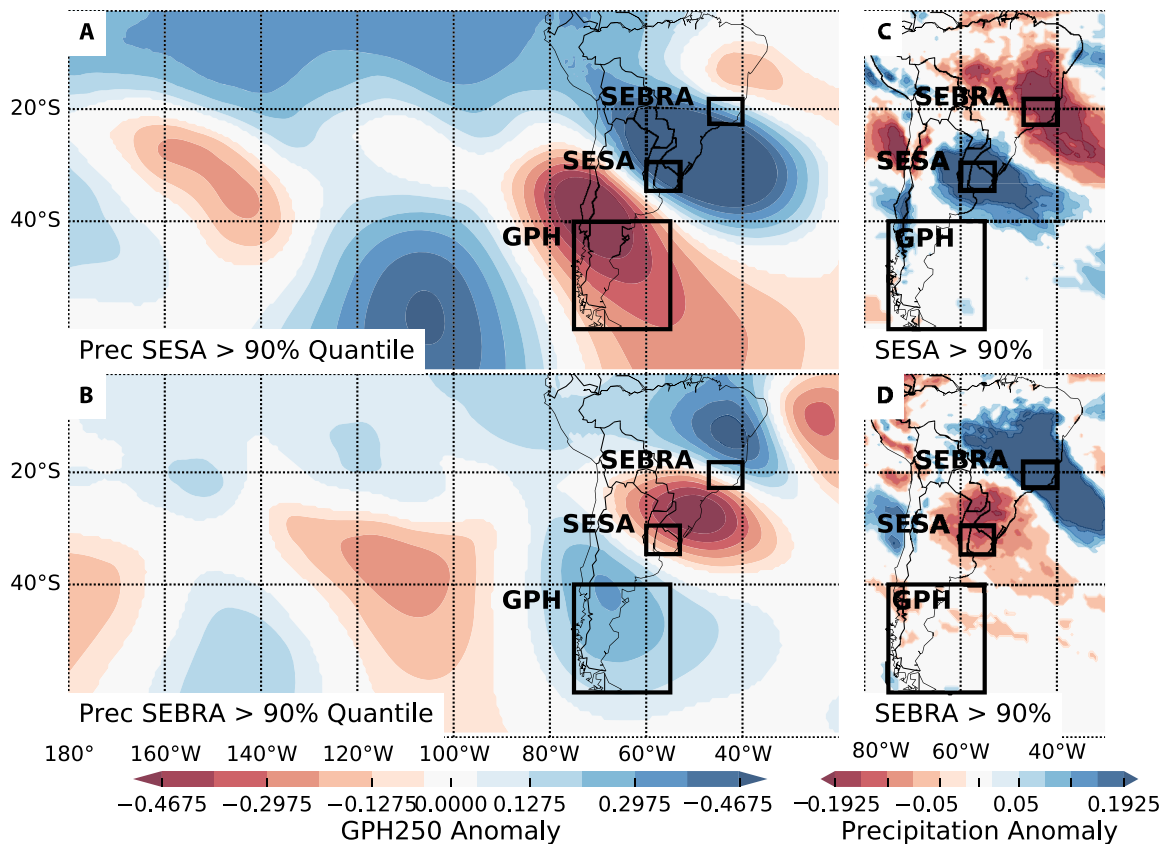 A
C
SEBRA
SEBRA
20°S
SESA
SESA
40°S
GPH
GPH
Prec SESA > 90% Quantile
SESA > 90%
B
D
SEBRA
SEBRA
20°S
SESA
SESA
40°S
GPH
GPH
Prec SEBRA > 90% Quantile
SEBRA > 90%
180° 160°W 140°W 120°W 100°W 80°W 60°W 40°W
80°W 60°W 40°W
−0.4675 −0.2975 −0.1275 0.0000 0.1275 0.2975 −0.4675
−0.1925 −0.05 0.05 0.1925
GPH250 Anomaly
Precipitation Anomaly